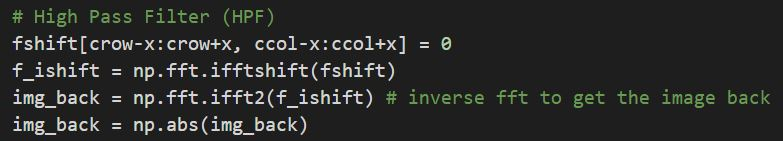 # High Pass Filter (HPF)
fshift[crow-x:crow+x, ccol-x:ccol+x] = 0
f_ishift = np.fft.ifftshift(fshift)
img_back = np.fft.ifft2(f_ishift) # inverse fft to get the image back
img_back = np.abs(img_back)